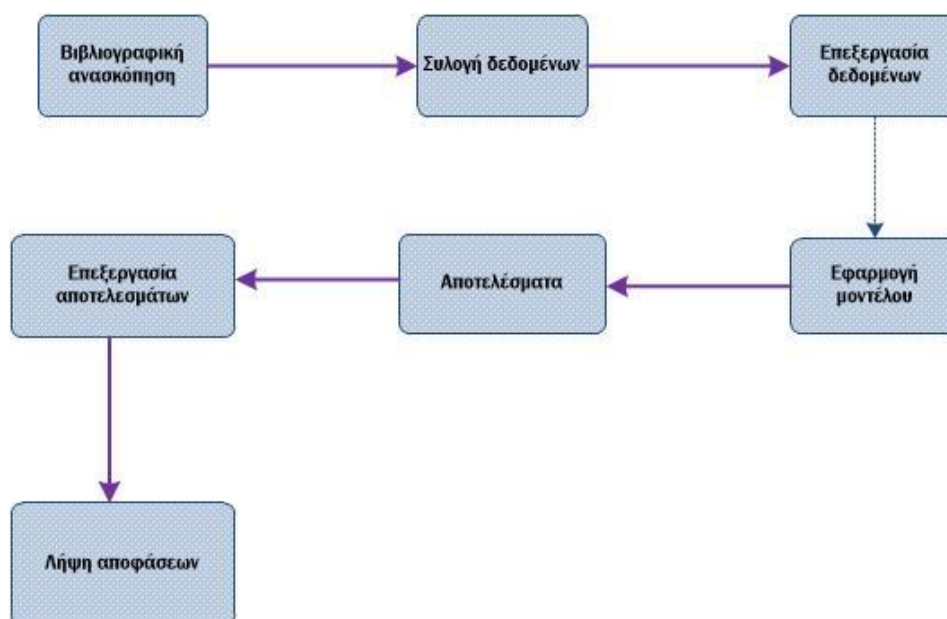 Βιβλιογραφική
ανασκόπηση
Συλογή δεδομένων
Επεξεργασία
δεδομένων
Εφαρμογή
μοντέλου
Αποτελέσματα
Επεξεργασία
αποτελεσμάτων
Λήψη αποφάσεων